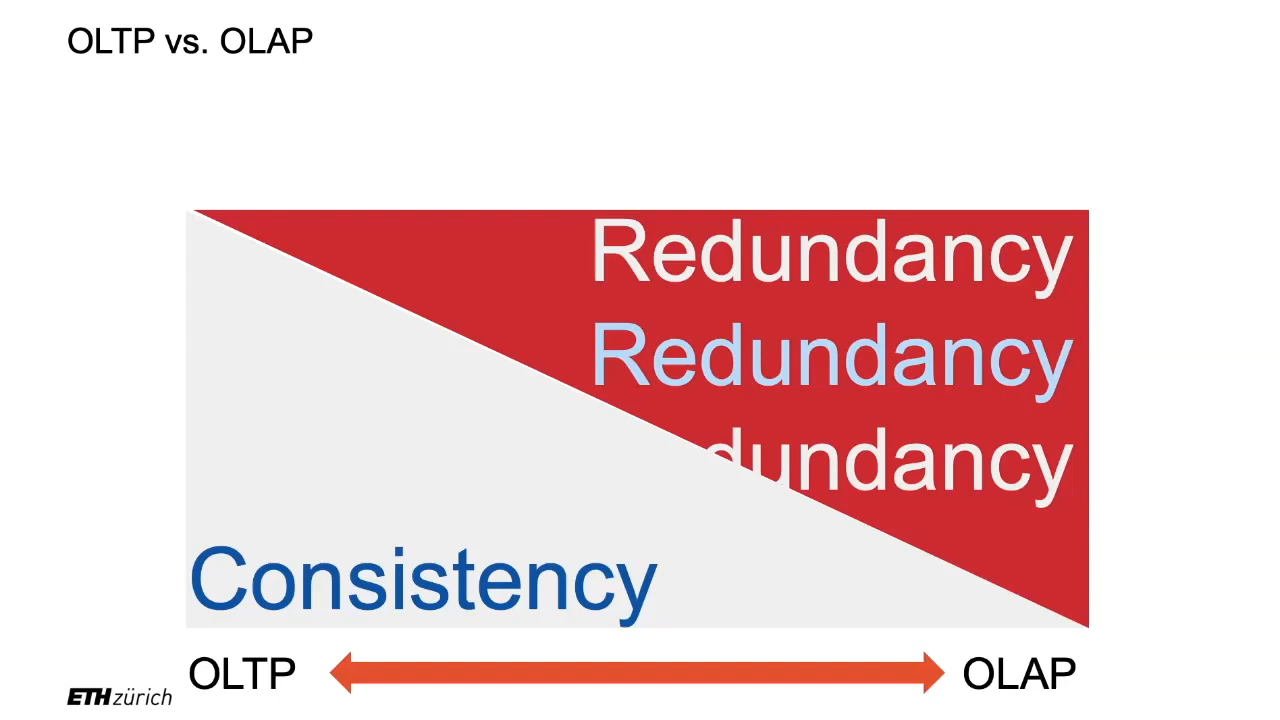 OLTP vs. OLAP
Redundancy
Redundancy
dundancy
Consistency
OLTP
OLAP
ETH zürich